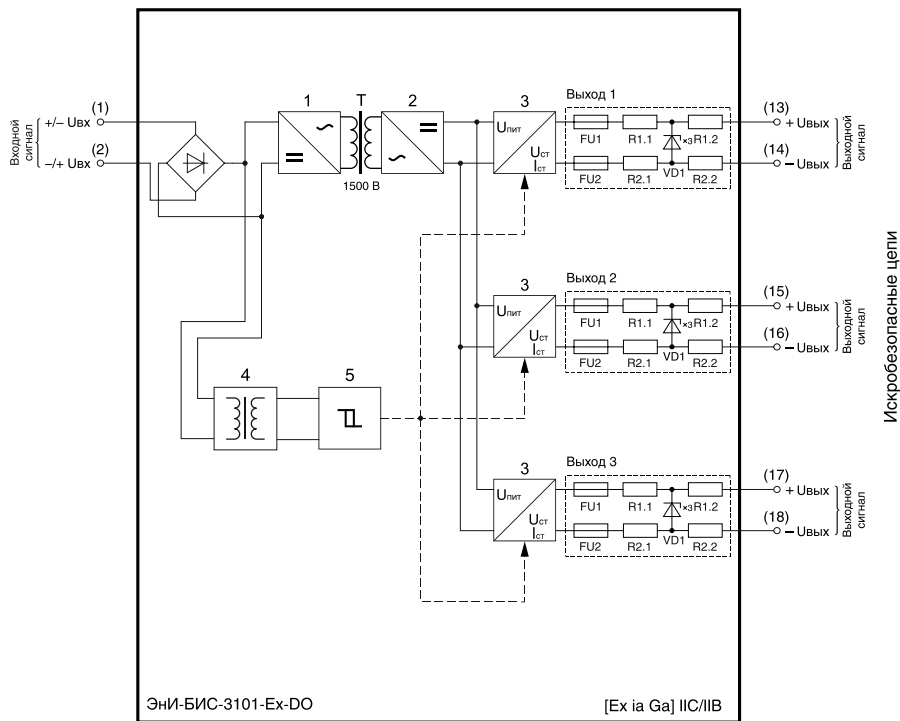 Входной сигнал
(1)
+/− Uвх
(2)
−/+ Uвх
1
T
2
1500 В
3
Uпит
Uст
Iст
Выход 1
FU1
R1.1
×3
R1.2
FU2
R2.1
VD1
R2.2
(13)
+ Uвых
(14)
− Uвых
Выходной сигнал
3
Uпит
Uст
Iст
Выход 2
FU1
R1.1
×3
R1.2
FU2
R2.1
VD1
R2.2
(15)
+ Uвых
(16)
− Uвых
Выходной сигнал
4
5
3
Uпит
Uст
Iст
Выход 3
FU1
R1.1
×3
R1.2
FU2
R2.1
VD1
R2.2
(17)
+ Uвых
(18)
− Uвых
Выходной сигнал
Искробезопасные цепи
ЭнИ-БИС-3101-Ex-DO
[Ex ia Ga] IIC/IIB